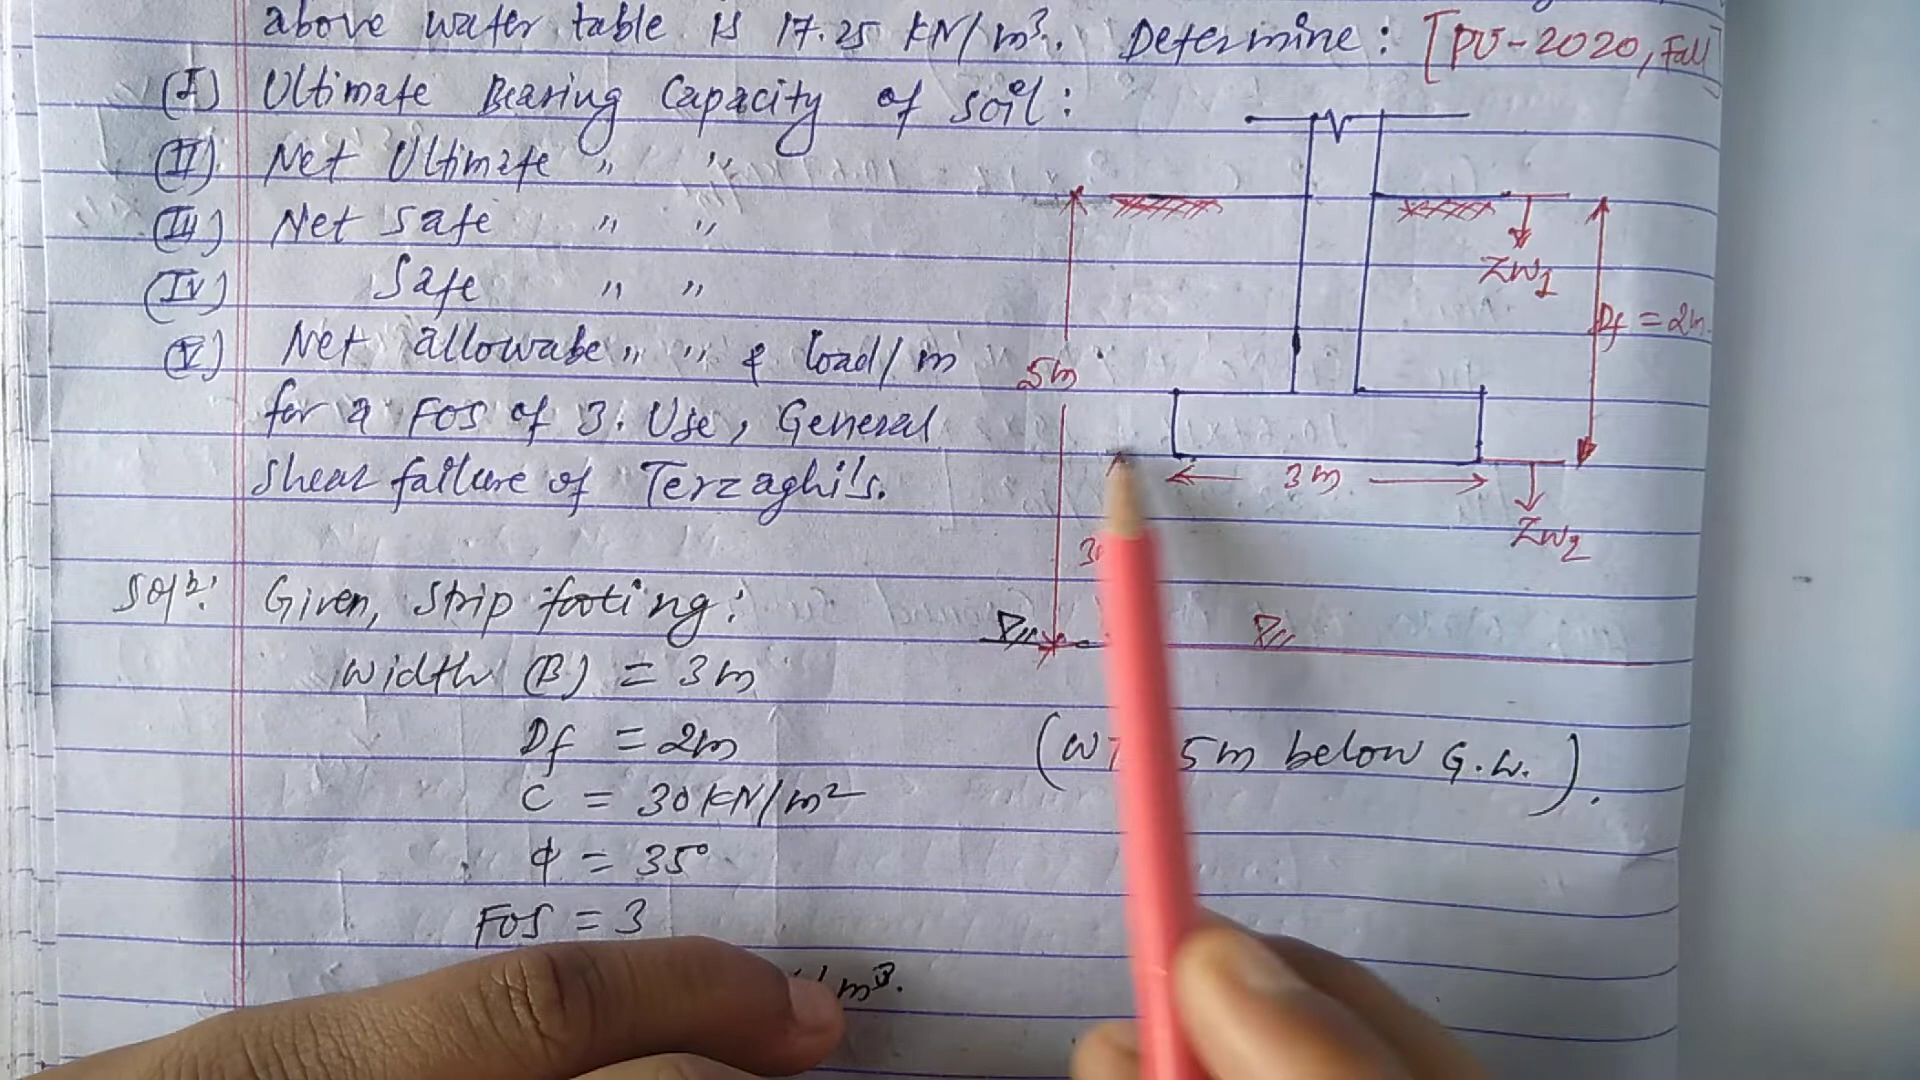 above water table is 17.25 KN/m³. Determine: [PU-2020, Fall]
(I) Ultimate Bearing Capacity of soil:
(II) Net Ultimate " "
(III) Net safe " "
(IV) Safe " "
(V) Net allowabe " " & load/m
for a FOS of 3. Use, General
shear failure of Terzaghi's.
Zw1
Df = 2m
5m
3m
Zw2
Solⁿ: Given, Strip footing:
width (B) = 3m
Df = 2m
(W 5m below G.L.).
C = 30 KN/m²
φ = 35°
FOS = 3
/m³.